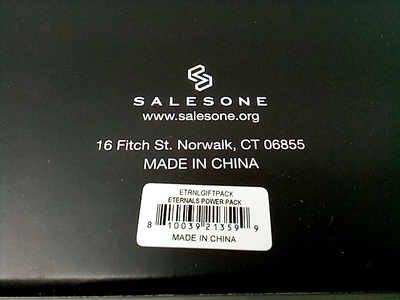 SALESONE
www.salesone.org
16 Fitch St. Norwalk, CT 06855
MADE IN CHINA
ETRNLGIFTPACK
ETERNALS POWER PACK
8 10039 21359 9
MADE IN CHINA